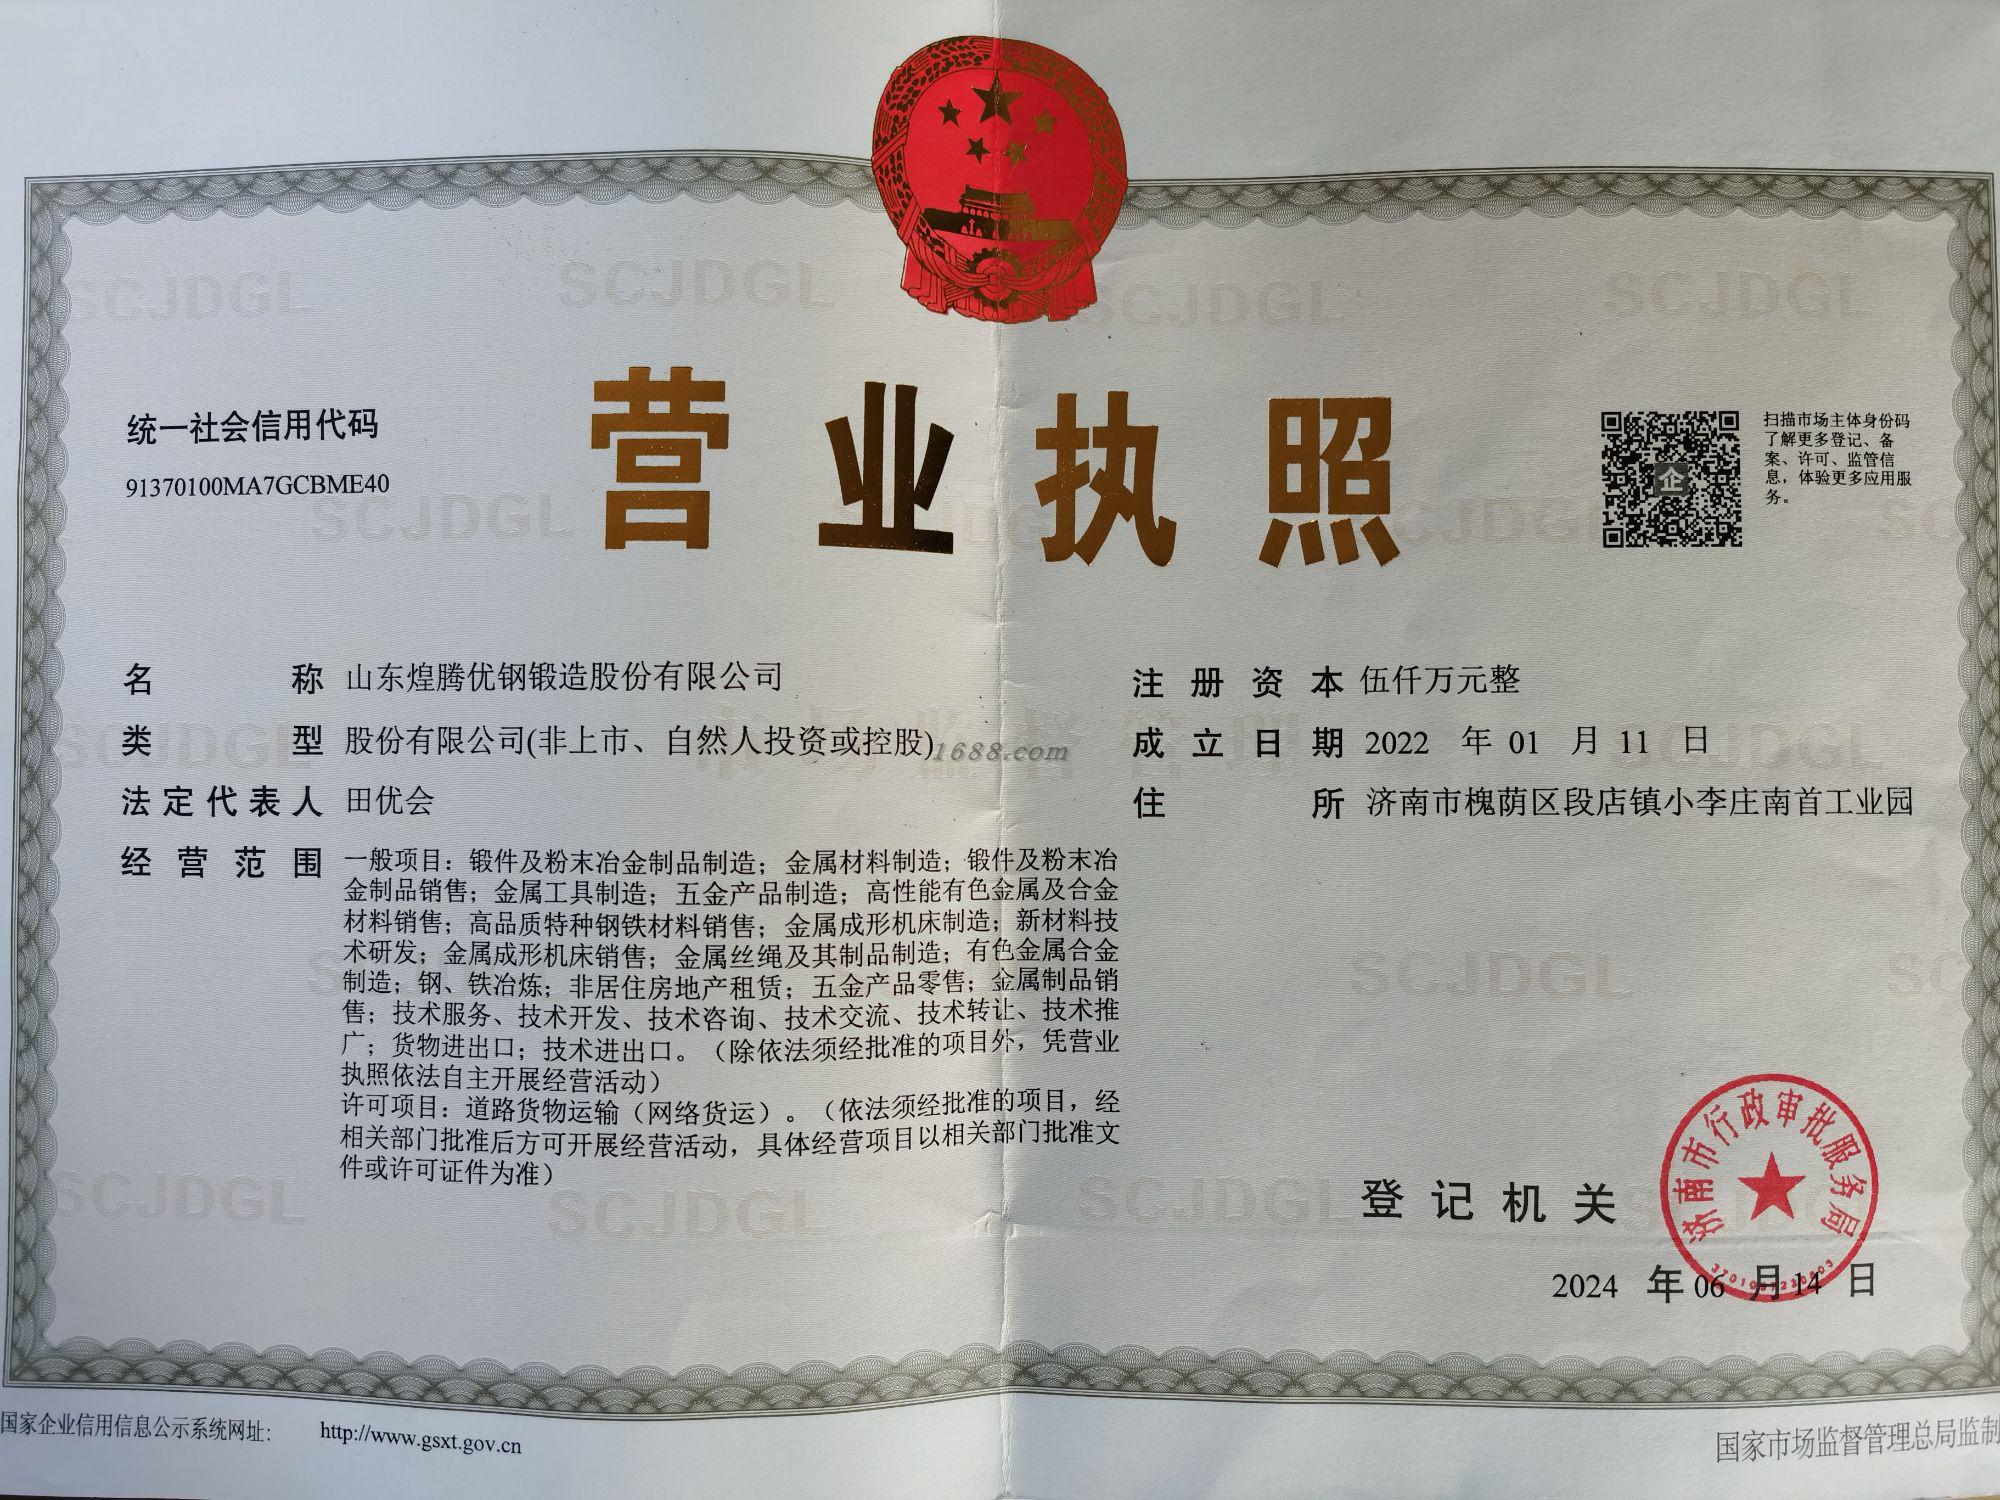 营业执照
统一社会信用代码
91370100MA7GCBME40
扫描市场主体身份码
了解更多登记、备
案、许可、监管信
息，体验更多应用服
务。
名称 山东煌腾优钢锻造股份有限公司
类型 股份有限公司(非上市、自然人投资或控股)
1688.com
法定代表人 田优会
经营范围 一般项目：锻件及粉末冶金制品制造；金属材料制造；锻件及粉末冶
金制品销售；金属工具制造；五金产品制造；高性能有色金属及合金
材料销售；高品质特种钢铁材料销售；金属成形机床制造；新材料技
术研发；金属成形机床销售；金属丝绳及其制品制造；有色金属合金
制造；钢、铁冶炼；非居住房地产租赁；五金产品零售；金属制品销
售；技术服务、技术开发、技术咨询、技术交流、技术转让、技术推
广；货物进出口；技术进出口。（除依法须经批准的项目外，凭营业
执照依法自主开展经营活动）
许可项目：道路货物运输（网络货运）。（依法须经批准的项目，经
相关部门批准后方可开展经营活动，具体经营项目以相关部门批准文
件或许可证件为准）
注册资本 伍仟万元整
成立日期 2022 年 01 月 11 日
住所 济南市槐荫区段店镇小李庄南首工业园
登记机关
济南市行政审批服务局
2024 年 06 月 14 日
国家企业信用信息公示系统网址： http://www.gsxt.gov.cn
国家市场监督管理总局监制
SCJDGL
SCJDGL
SCJDGL
SCJDGL
SCJDGL
SCJDGL
SCJDGL
SCJDGL
SCJDGL
SCJDGL
SCJDGL